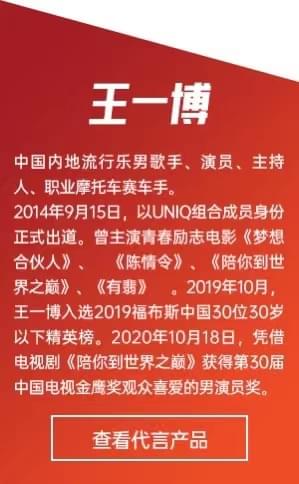 王一博
中国内地流行乐男歌手、演员、主持
人、职业摩托车赛车手。
2014年9月15日，以UNIQ组合成员身份
正式出道。曾主演青春励志电影《梦想
合伙人》、 《陈情令》、《陪你到世
界之巅》、《有翡》 。2019年10月，
王一博入选2019福布斯中国30位30岁
以下精英榜。2020年10月18日，凭借
电视剧《陪你到世界之巅》获得第30届
中国电视金鹰奖观众喜爱的男演员奖。
查看代言产品